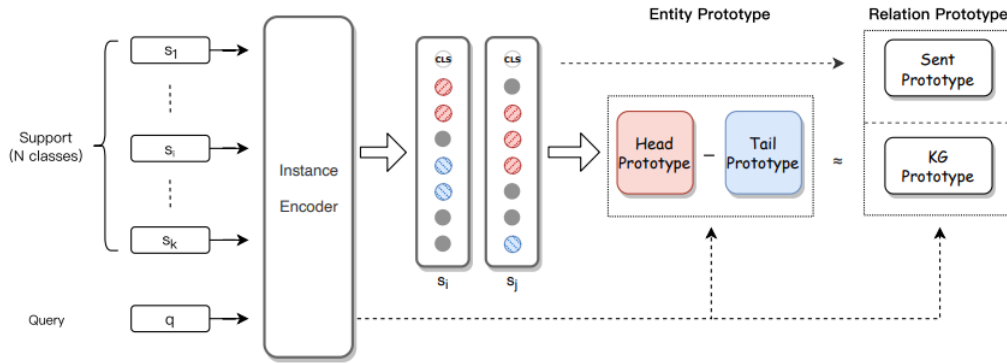 Entity Prototype
Relation Prototype
s1
CLS
CLS
Sent
Prototype
Support
(N classes)
si
Instance
Encoder
Head
Prototype
–
Tail
Prototype
≈
KG
Prototype
sk
si
sj
Query
q